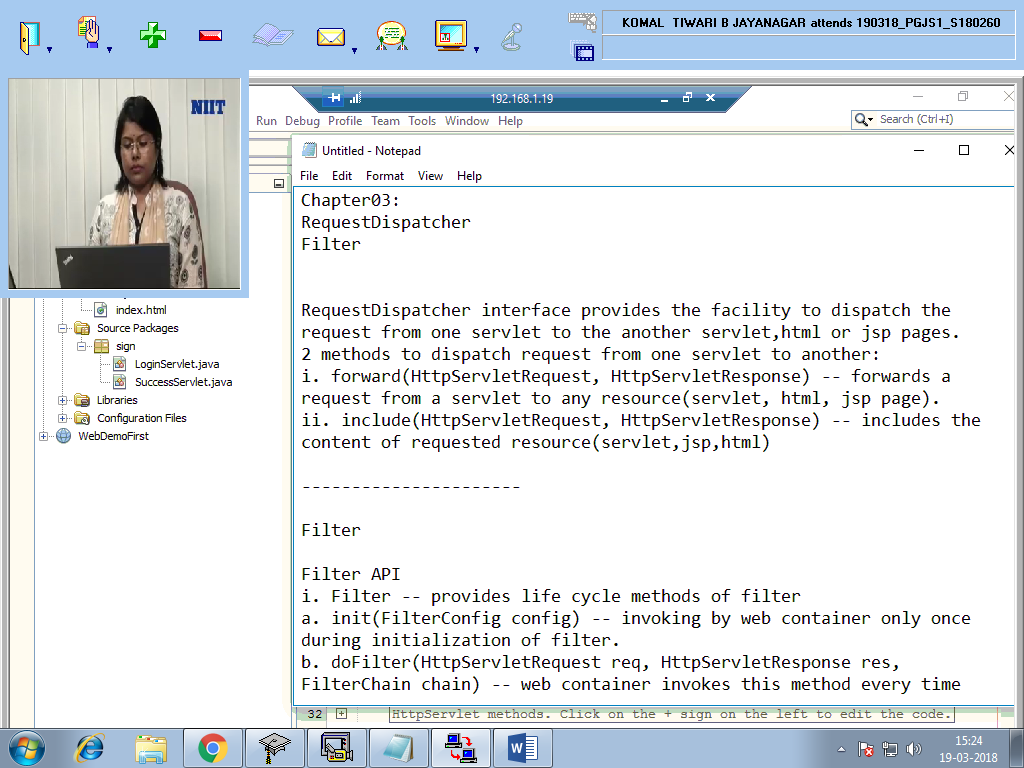 KOMAL TIWARI B JAYANAGAR attends 190318_PGJS1_S180260
NIIT
192.168.1.19
Run Debug Profile Team Tools Window Help
Search (Ctrl+I)
Untitled - Notepad
File Edit Format View Help
Chapter03:
RequestDispatcher
Filter
RequestDispatcher interface provides the facility to dispatch the
request from one servlet to the another servlet,html or jsp pages.
2 methods to dispatch request from one servlet to another:
i. forward(HttpServletRequest, HttpServletResponse) -- forwards a
request from a servlet to any resource(servlet, html, jsp page).
ii. include(HttpServletRequest, HttpServletResponse) -- includes the
content of requested resource(servlet,jsp,html)
----------------------
Filter
Filter API
i. Filter -- provides life cycle methods of filter
a. init(FilterConfig config) -- invoking by web container only once
during initialization of filter.
b. doFilter(HttpServletRequest req, HttpServletResponse res,
FilterChain chain) -- web container invokes this method every time
index.html
Source Packages
sign
LoginServlet.java
SuccessServlet.java
Libraries
Configuration Files
WebDemoFirst
32
HttpServlet methods. Click on the + sign on the left to edit the code.
15:24
19-03-2018